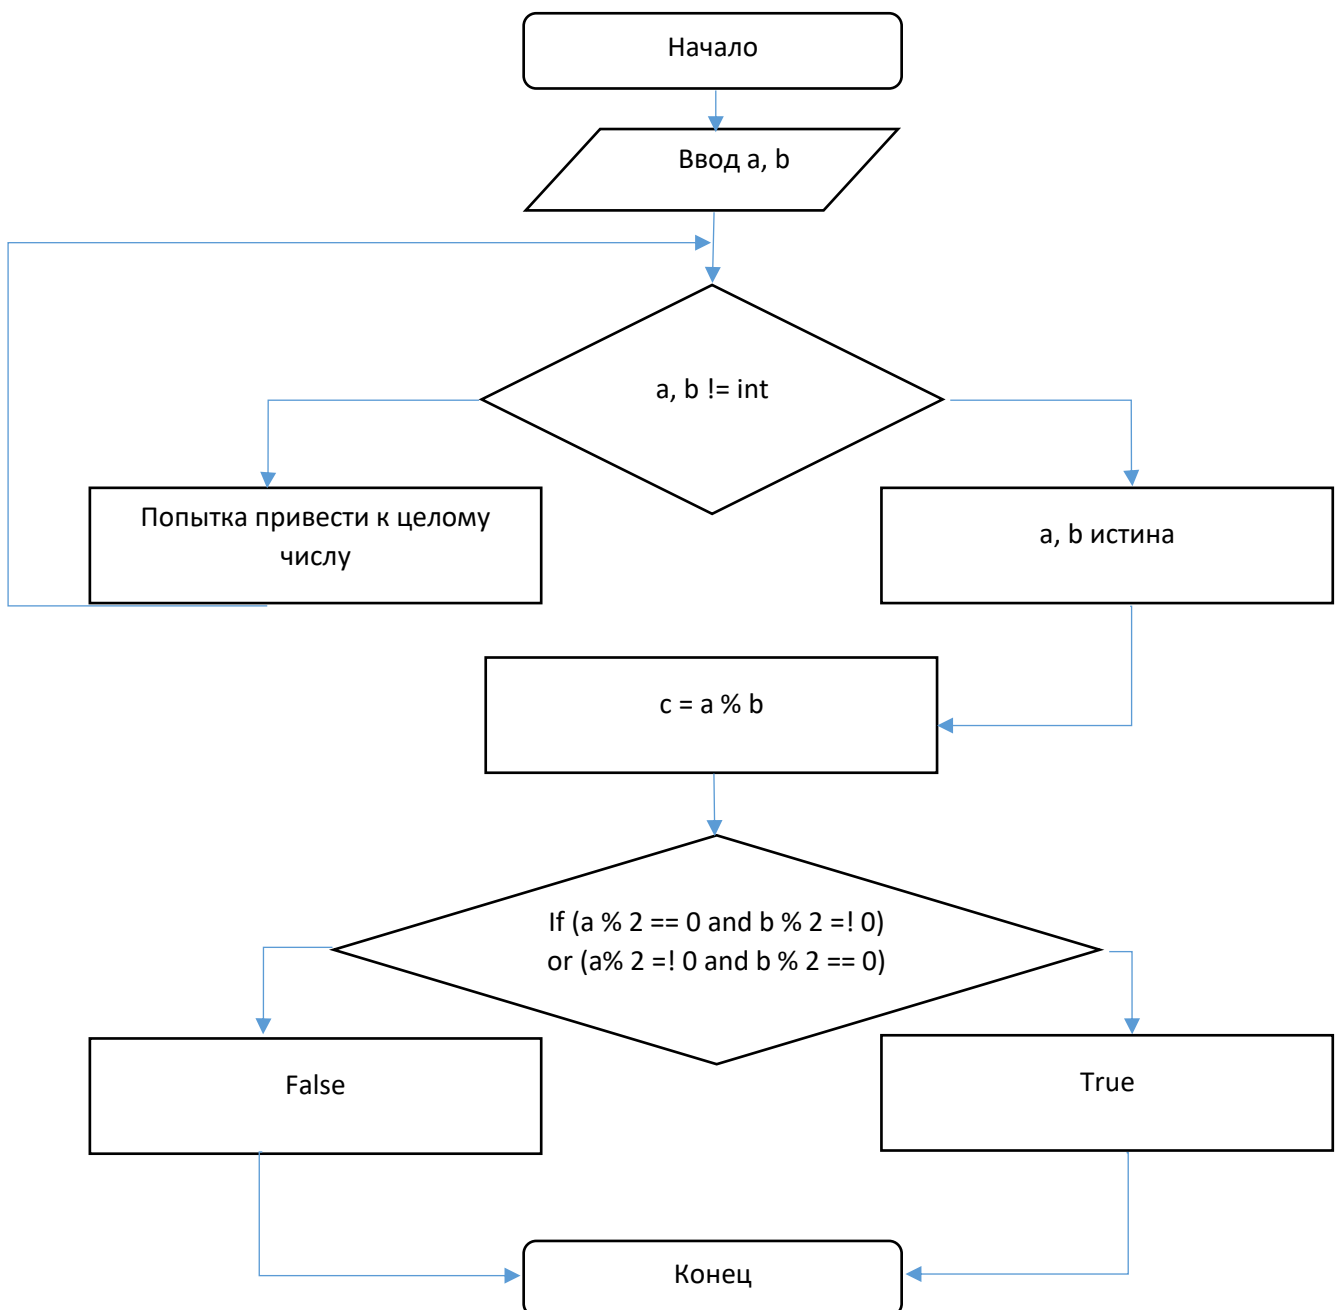 Начало
Ввод a, b
a, b != int
Попытка привести к целому
числу
a, b истина
c = a % b
If (a % 2 == 0 and b % 2 =! 0)
or (a% 2 =! 0 and b % 2 == 0)
False
True
Конец